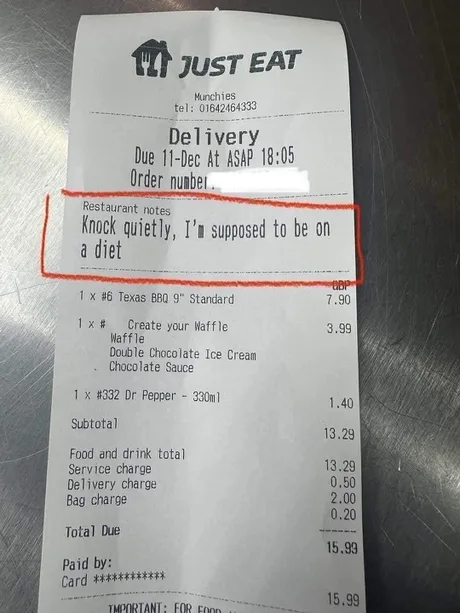 JUST EAT
Munchies
tel: 01642464333
Delivery
Due 11-Dec At ASAP 18:05
Order number:
Restaurant notes
Knock quietly, I'm supposed to be on
a diet
GBP
1 x #6 Texas BBQ 9" Standard 7.90
1 x # Create your Waffle 3.99
Waffle
Double Chocolate Ice Cream
Chocolate Sauce
1 x #332 Dr Pepper - 330ml 1.40
Subtotal 13.29
Food and drink total 13.29
Service charge 0.50
Delivery charge 2.00
Bag charge 0.20
Total Due 15.99
Paid by:
Card ************ 15.99
IMPORTANT: FOR FOOD